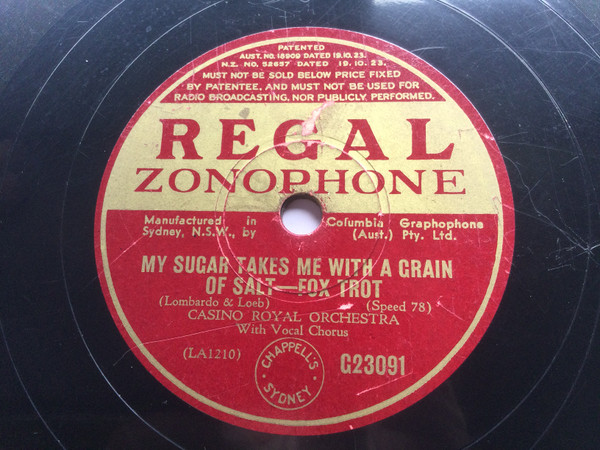 PATENTED
AUST. NO. 18909 DATED 19.10.23.
N.Z. NO. 52657 DATED 19.10.23.
MUST NOT BE SOLD BELOW PRICE FIXED
BY PATENTEE, AND MUST NOT BE USED FOR
RADIO BROADCASTING, NOR PUBLICLY PERFORMED.
REGAL
ZONOPHONE
Manufactured in Columbia Graphophone
Sydney, N.S.W., by (Aust.) Pty. Ltd.
MY SUGAR TAKES ME WITH A GRAIN
OF SALT—FOX TROT
(Lombardo & Loeb) (Speed 78)
CASINO ROYAL ORCHESTRA
With Vocal Chorus
(LA1210) CHAPPELL'S SYDNEY G23091